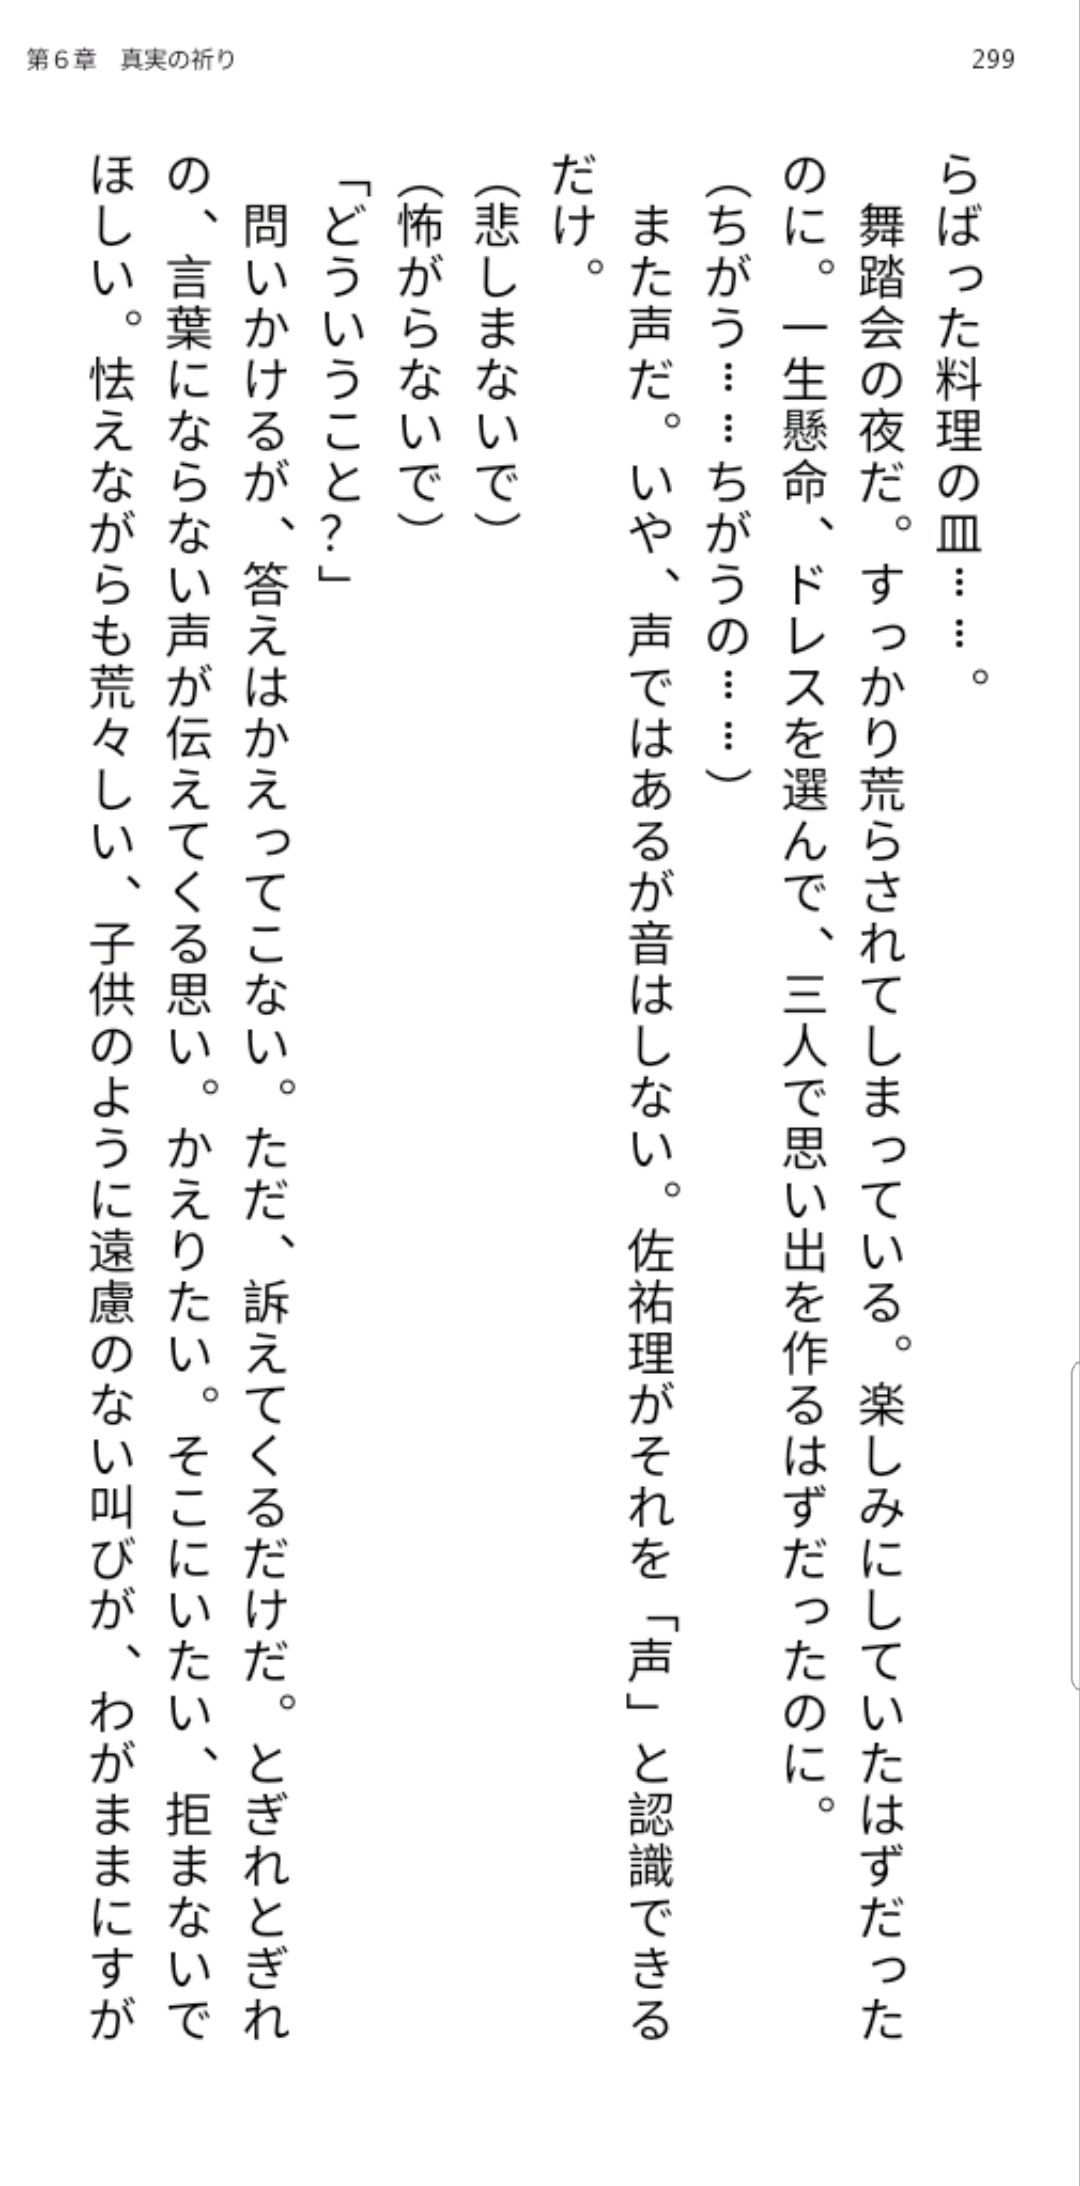 第６章　真実の祈り
299
らばった料理の皿……。
　舞踏会の夜だ。すっかり荒らされてしまっている。楽しみにしていたはずだった
のに。一生懸命、ドレスを選んで、三人で思い出を作るはずだったのに。
（ちがう……ちがうの……）
　また声だ。いや、声ではあるが音はしない。佐祐理がそれを「声」と認識できる
だけ。
（悲しまないで）
（怖がらないで）
「どういうこと？」
　問いかけるが、答えはかえってこない。ただ、訴えてくるだけだ。とぎれとぎれ
の、言葉にならない声が伝えてくる思い。かえりたい。そこにいたい、拒まないで
ほしい。怯えながらも荒々しい、子供のように遠慮のない叫びが、わがままにすが